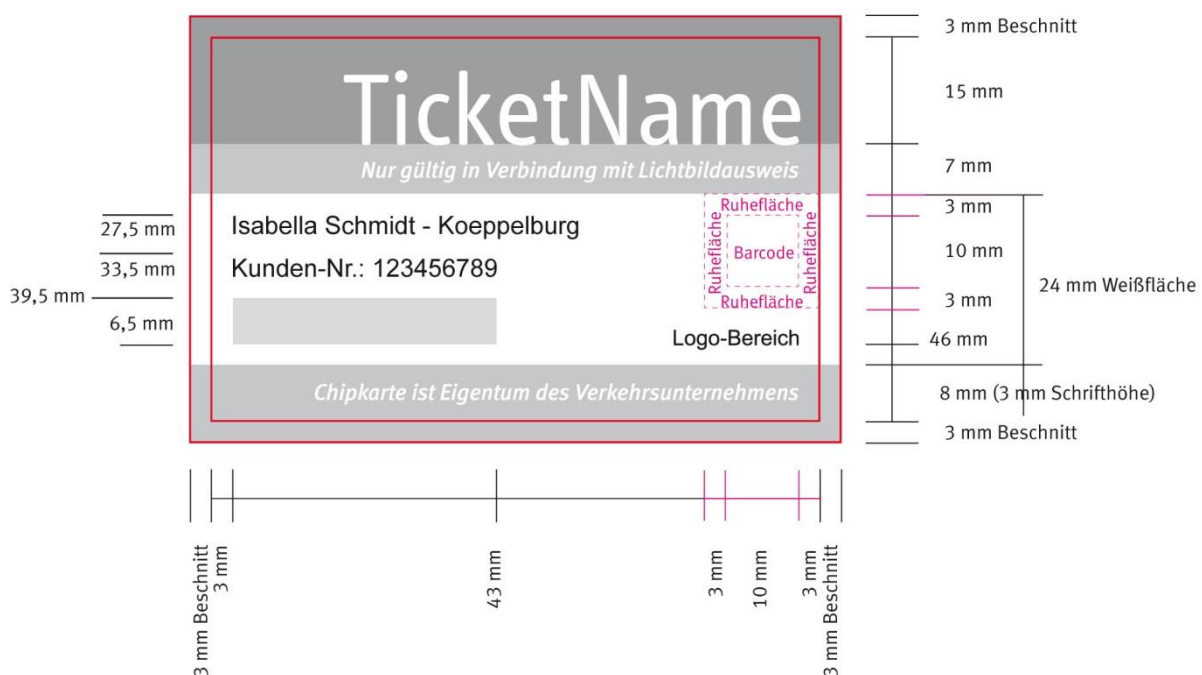 3 mm Beschnitt
TicketName
15 mm
Nur gültig in Verbindung mit Lichtbildausweis
7 mm
Ruhefläche
3 mm
27,5 mm
Isabella Schmidt - Koeppelburg
Ruhefläche
Barcode
Ruhefläche
10 mm
33,5 mm
Kunden-Nr.: 123456789
24 mm Weißfläche
39,5 mm
Ruhefläche
3 mm
6,5 mm
Logo-Bereich
46 mm
Chipkarte ist Eigentum des Verkehrsunternehmens
8 mm (3 mm Schrifthöhe)
3 mm Beschnitt
3 mm Beschnitt
3 mm
43 mm
3 mm
10 mm
3 mm
3 mm Beschnitt